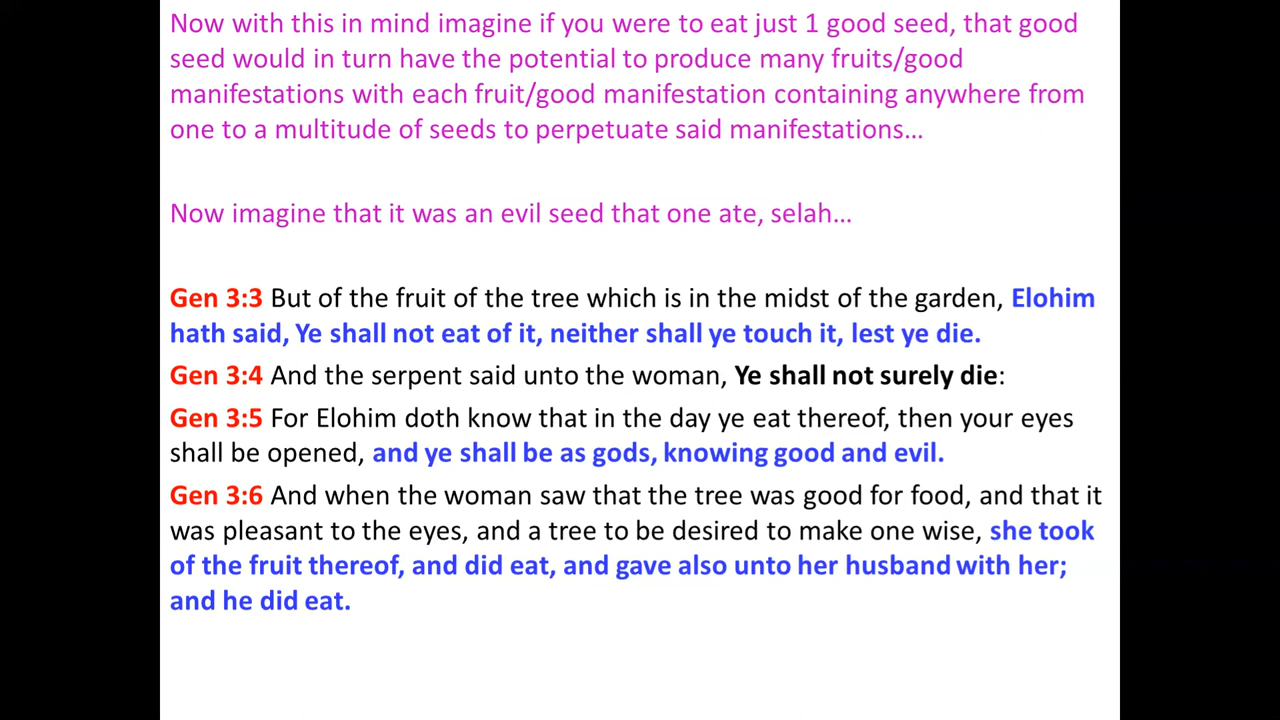 Now with this in mind imagine if you were to eat just 1 good seed, that good
seed would in turn have the potential to produce many fruits/good
manifestations with each fruit/good manifestation containing anywhere from
one to a multitude of seeds to perpetuate said manifestations…
Now imagine that it was an evil seed that one ate, selah…
Gen 3:3 But of the fruit of the tree which is in the midst of the garden, Elohim
hath said, Ye shall not eat of it, neither shall ye touch it, lest ye die.
Gen 3:4 And the serpent said unto the woman, Ye shall not surely die:
Gen 3:5 For Elohim doth know that in the day ye eat thereof, then your eyes
shall be opened, and ye shall be as gods, knowing good and evil.
Gen 3:6 And when the woman saw that the tree was good for food, and that it
was pleasant to the eyes, and a tree to be desired to make one wise, she took
of the fruit thereof, and did eat, and gave also unto her husband with her;
and he did eat.